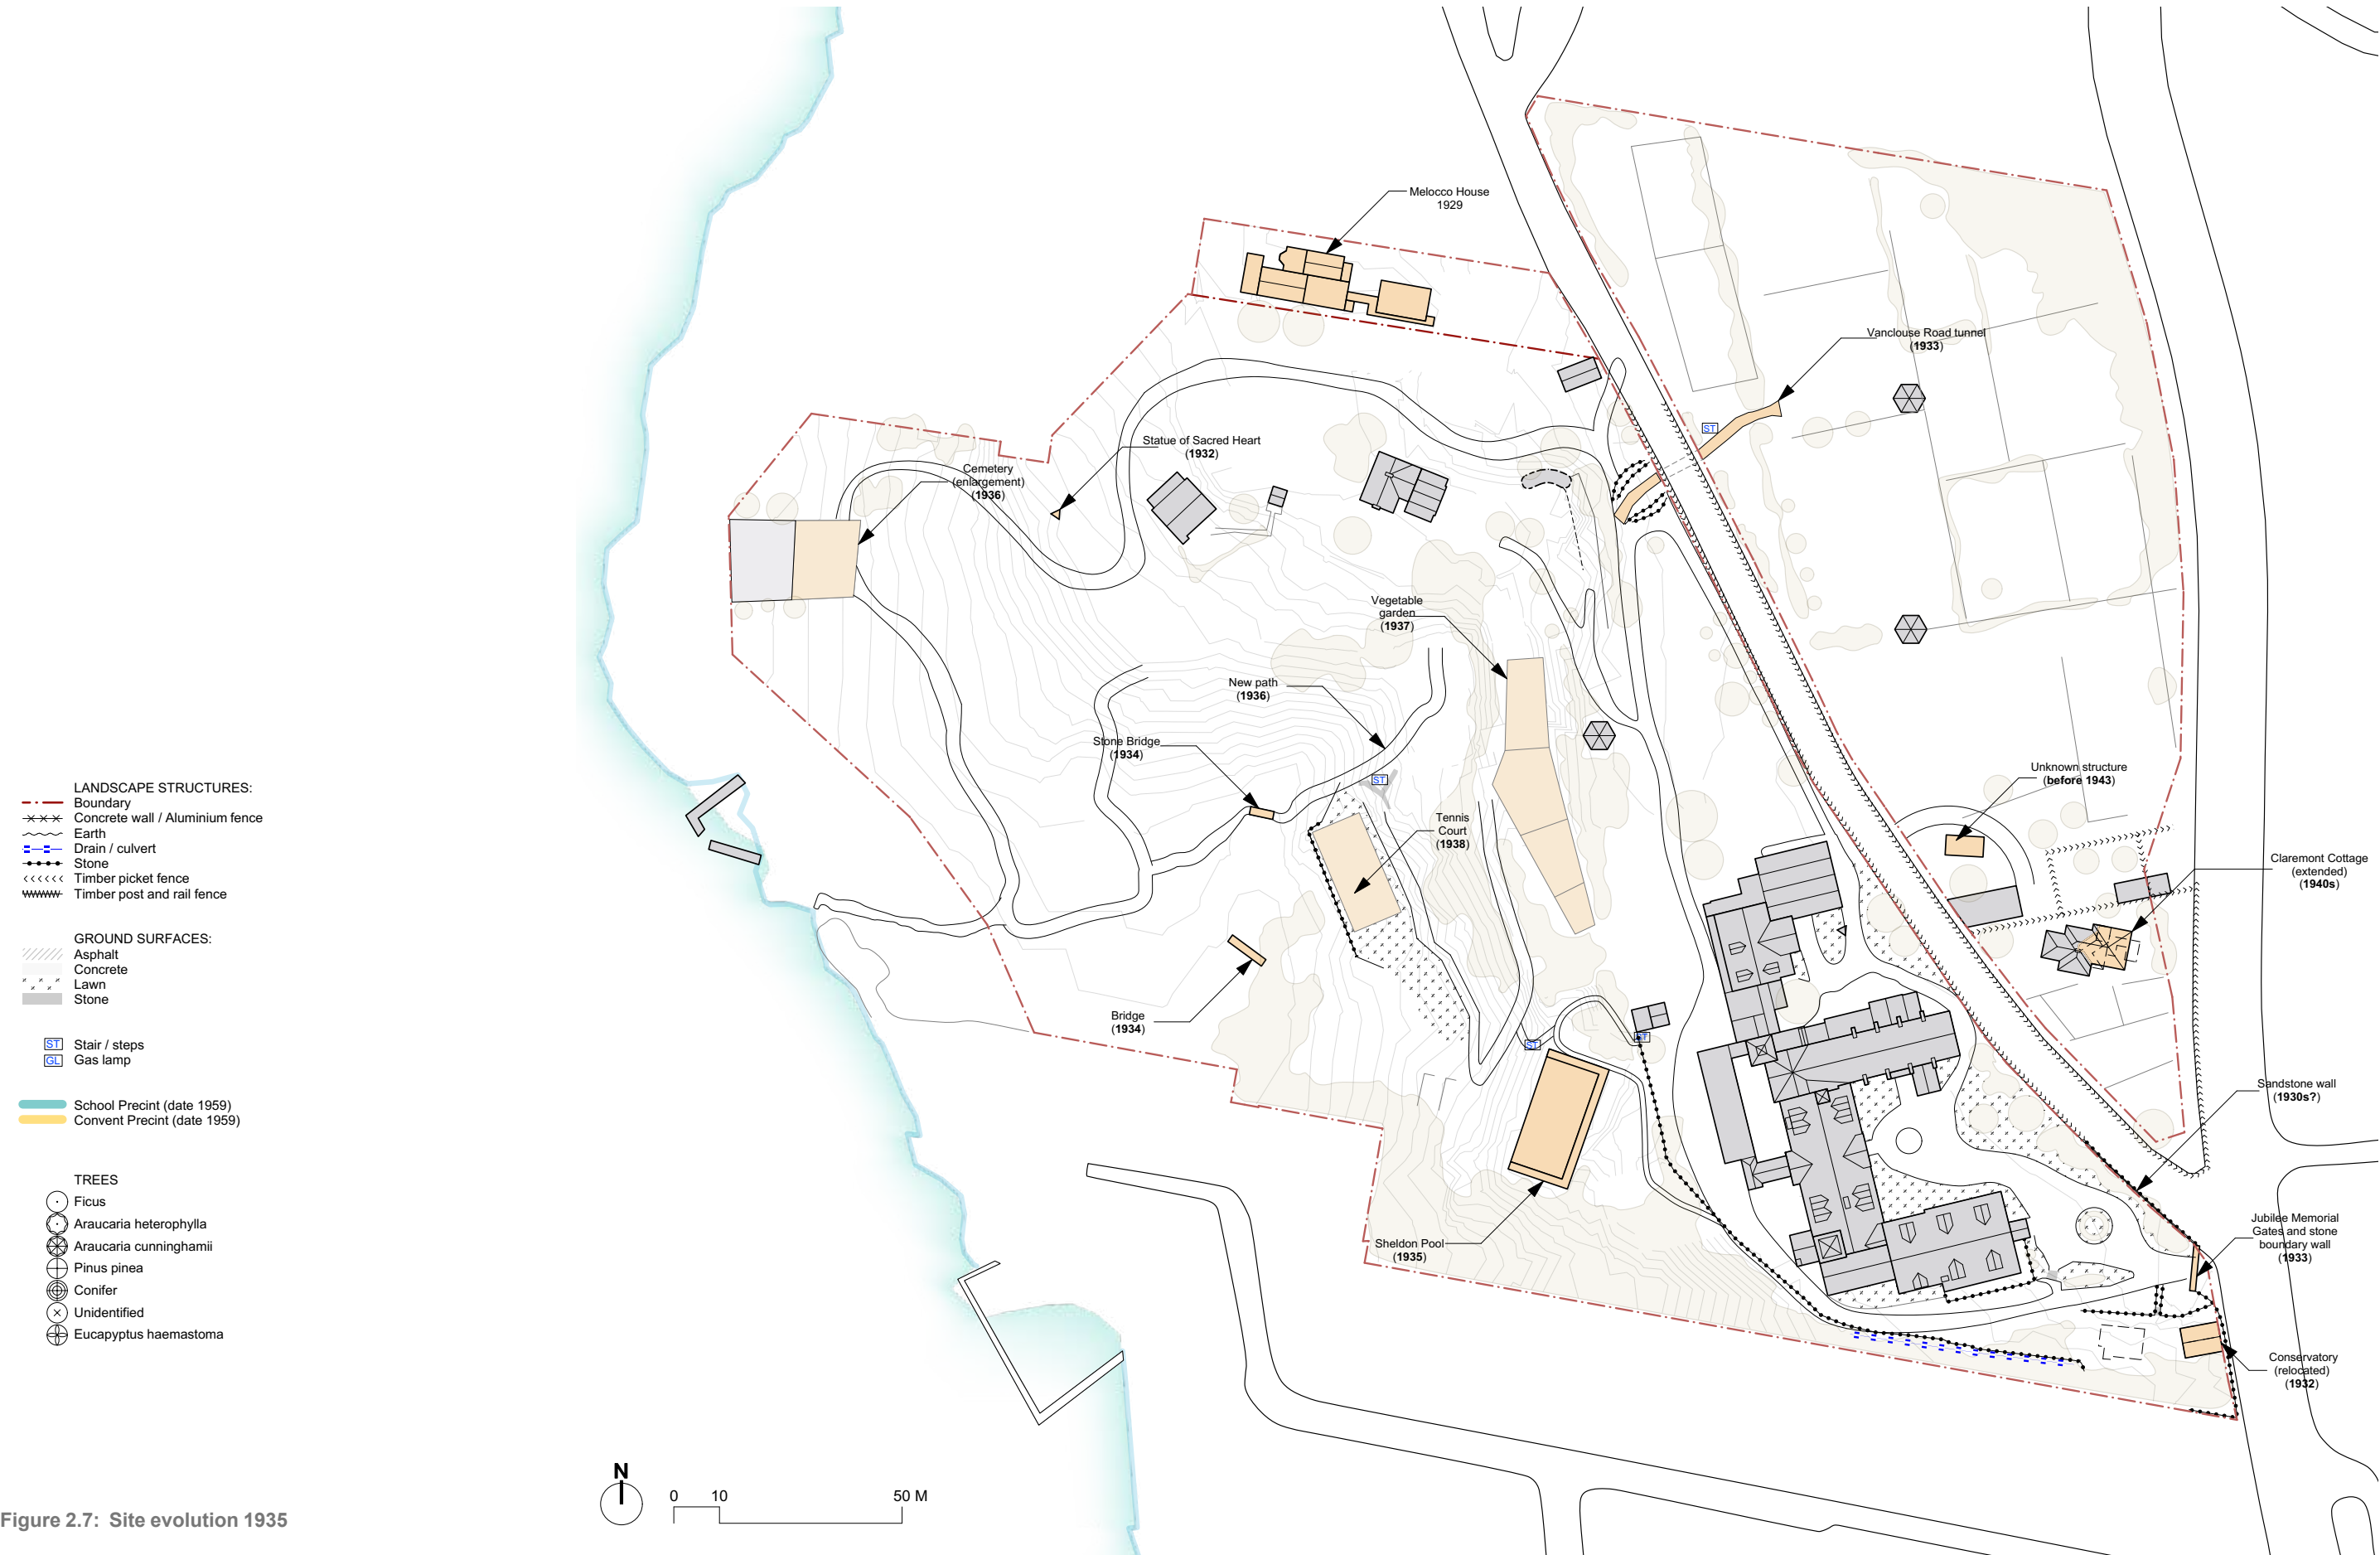 Melocco House
1929
Vanclouse Road tunnel
(1933)
ST
Statue of Sacred Heart
(1932)
Cemetery
(enlargement)
(1936)
Vegetable
garden
(1937)
New path
(1936)
Stone Bridge
(1934)
ST
Tennis
Court
(1938)
Unknown structure
(before 1943)
Claremont Cottage
(extended)
(1940s)
Bridge
(1934)
ST
ST
Sandstone wall
(1930s?)
Sheldon Pool
(1935)
Jubilee Memorial
Gates and stone
boundary wall
(1933)
Conservatory
(relocated)
(1932)
LANDSCAPE STRUCTURES:
Boundary
Concrete wall / Aluminium fence
Earth
Drain / culvert
Stone
Timber picket fence
Timber post and rail fence
GROUND SURFACES:
Asphalt
Concrete
Lawn
Stone
ST Stair / steps
GL Gas lamp
School Precint (date 1959)
Convent Precint (date 1959)
TREES
Ficus
Araucaria heterophylla
Araucaria cunninghamii
Pinus pinea
Conifer
Unidentified
Eucapyptus haemastoma
N
0 10 50 M
Figure 2.7: Site evolution 1935